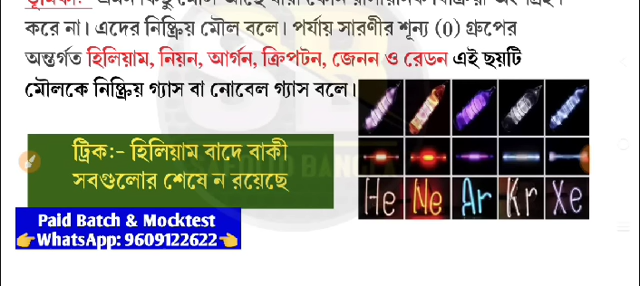 ভূমিকা:-
করে না। এদের নিষ্ক্রিয় মৌল বলে। পর্যায় সারণীর শূন্য (0) গ্রুপের
অন্তর্গত হিলিয়াম, নিয়ন, আর্গন, ক্রিপটন, জেনন ও রেডন এই ছয়টি
মৌলকে নিষ্ক্রিয় গ্যাস বা নোবেল গ্যাস বলে।
ট্রিক:- হিলিয়াম বাদে বাকী
সবগুলোর শেষে ন রয়েছে
He Ne Ar Kr Xe
Paid Batch & Mocktest
👉WhatsApp: 9609122622👈